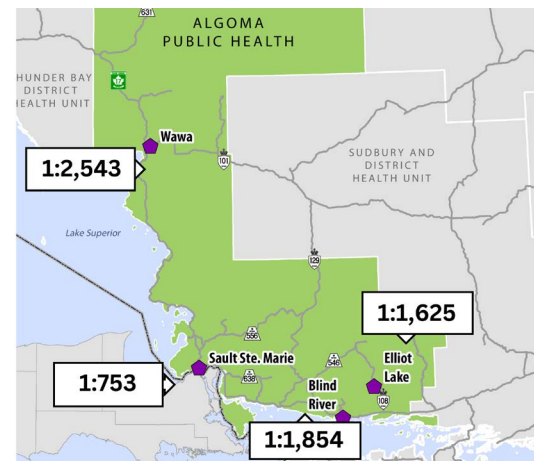 631
ALGOMA
PUBLIC HEALTH
HUNDER BAY
DISTRICT
HEALTH UNIT
17
Wawa
101
1:2,543
SUDBURY AND
DISTRICT
HEALTH UNIT
Lake Superior
129
1:1,625
556
546
Elliot
Lake
Sault Ste. Marie
638
1:753
Blind
River
108
1:1,854